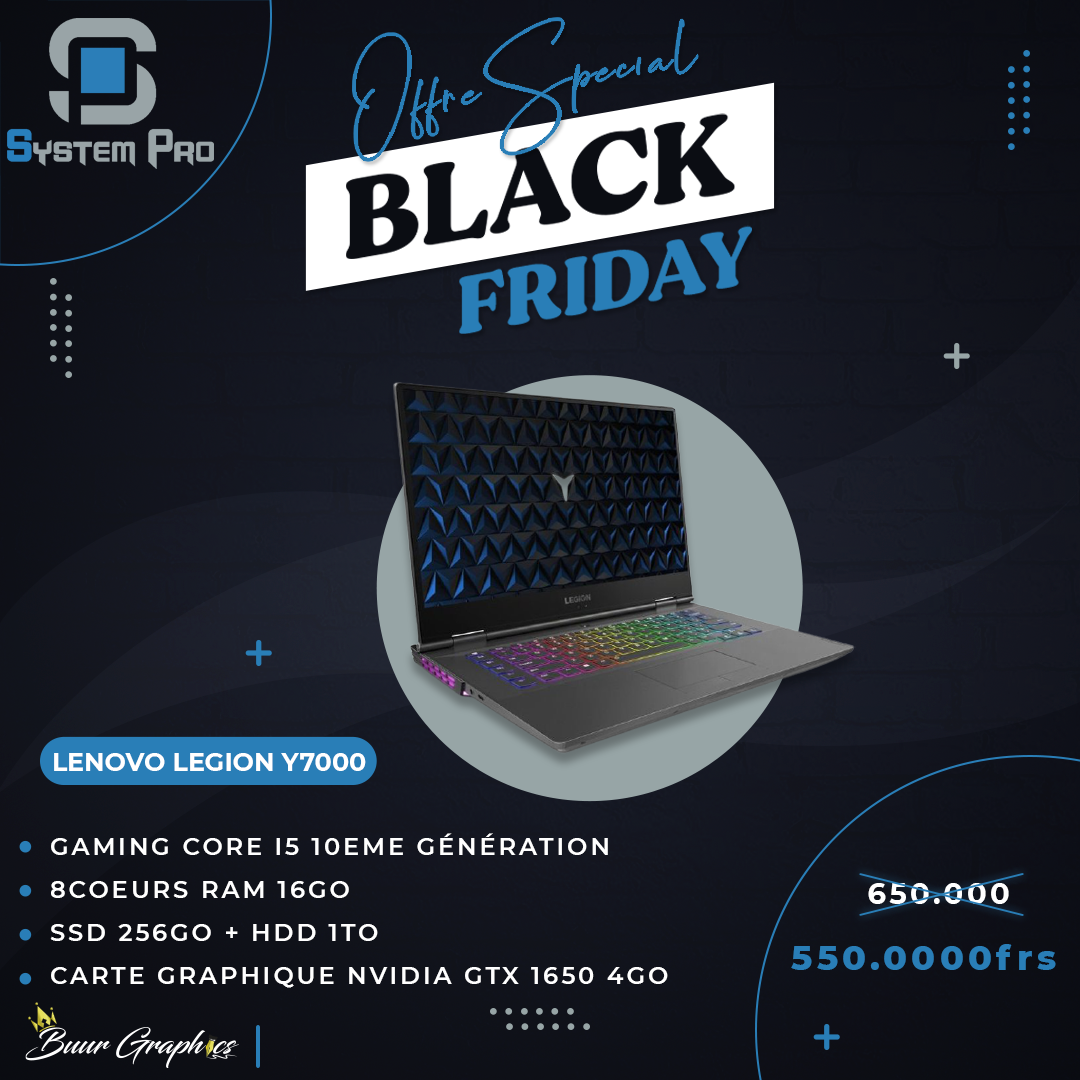 System Pro
Offre Special
BLACK
FRIDAY
LEGION
LENOVO LEGION Y7000
GAMING CORE I5 10EME GÉNÉRATION
8COEURS RAM 16GO
SSD 256GO + HDD 1TO
CARTE GRAPHIQUE NVIDIA GTX 1650 4GO
650.000
550.0000frs
Buur Graphics